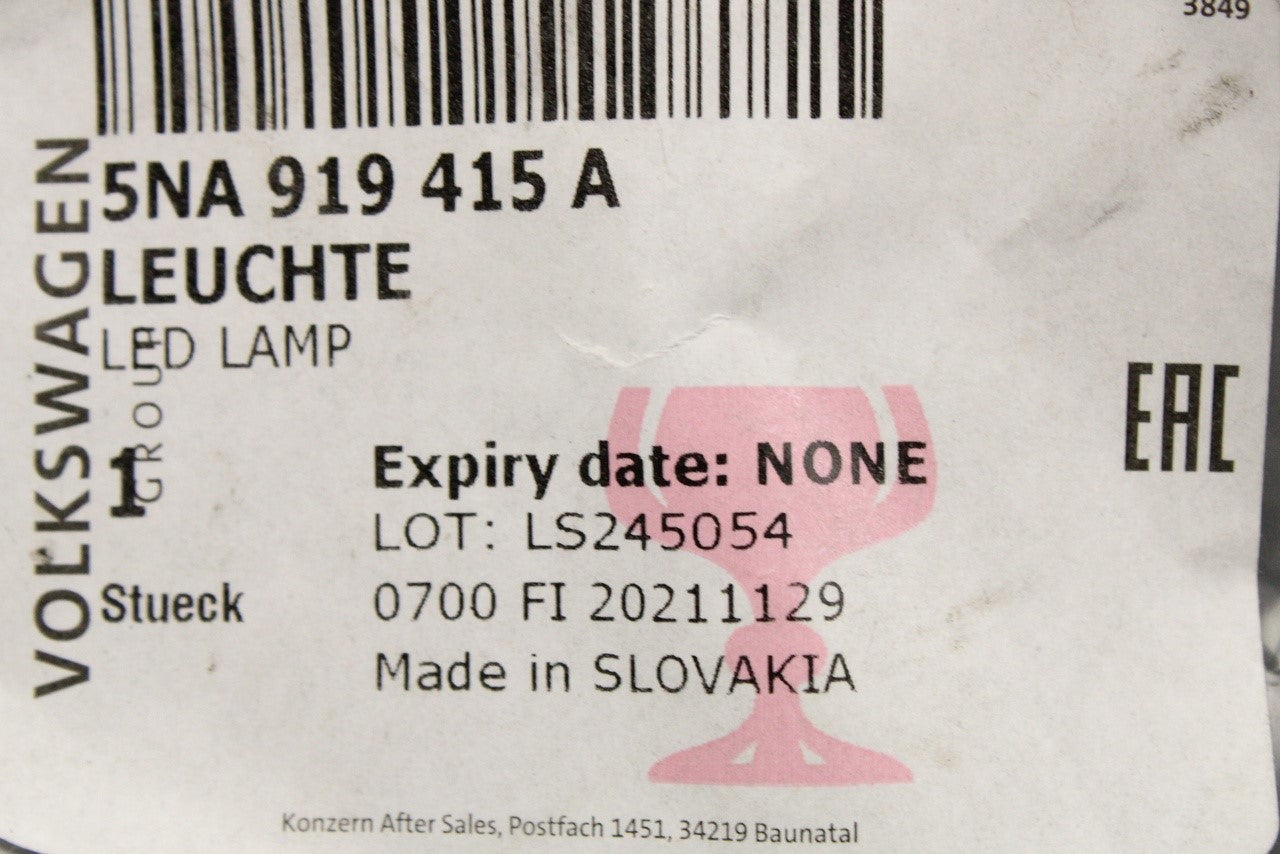 3849
5NA 919 415 A
LEUCHTE
LED LAMP
VOLKSWAGEN
GROUP
1
Stueck
Expiry date: NONE
LOT: LS245054
0700 FI 20211129
Made in SLOVAKIA
EAC
Konzern After Sales, Postfach 1451, 34219 Baunatal